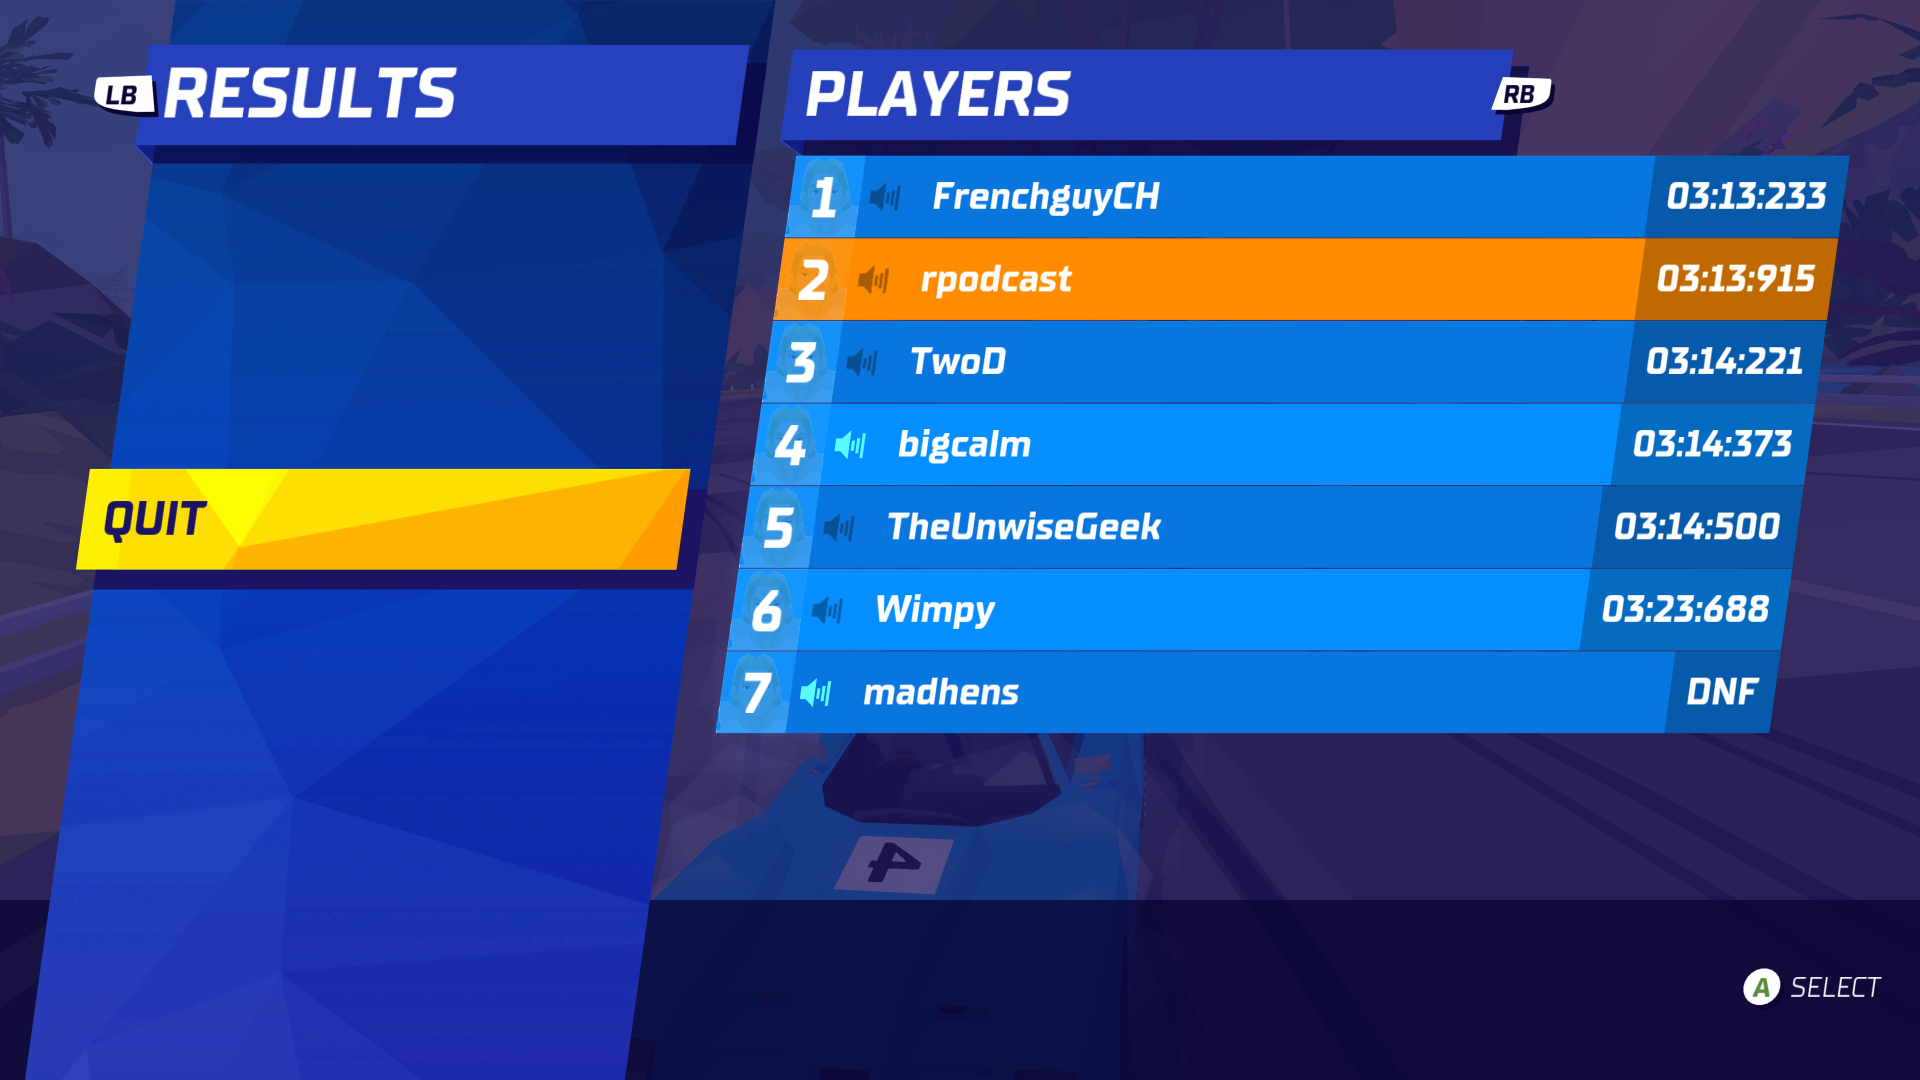 LB RESULTS
QUIT
PLAYERS RB
1 FrenchguyCH 03:13:233
2 rpodcast 03:13:915
3 TwoD 03:14:221
4 bigcalm 03:14:373
5 TheUnwiseGeek 03:14:500
6 Wimpy 03:23:688
7 madhens DNF
4
A SELECT